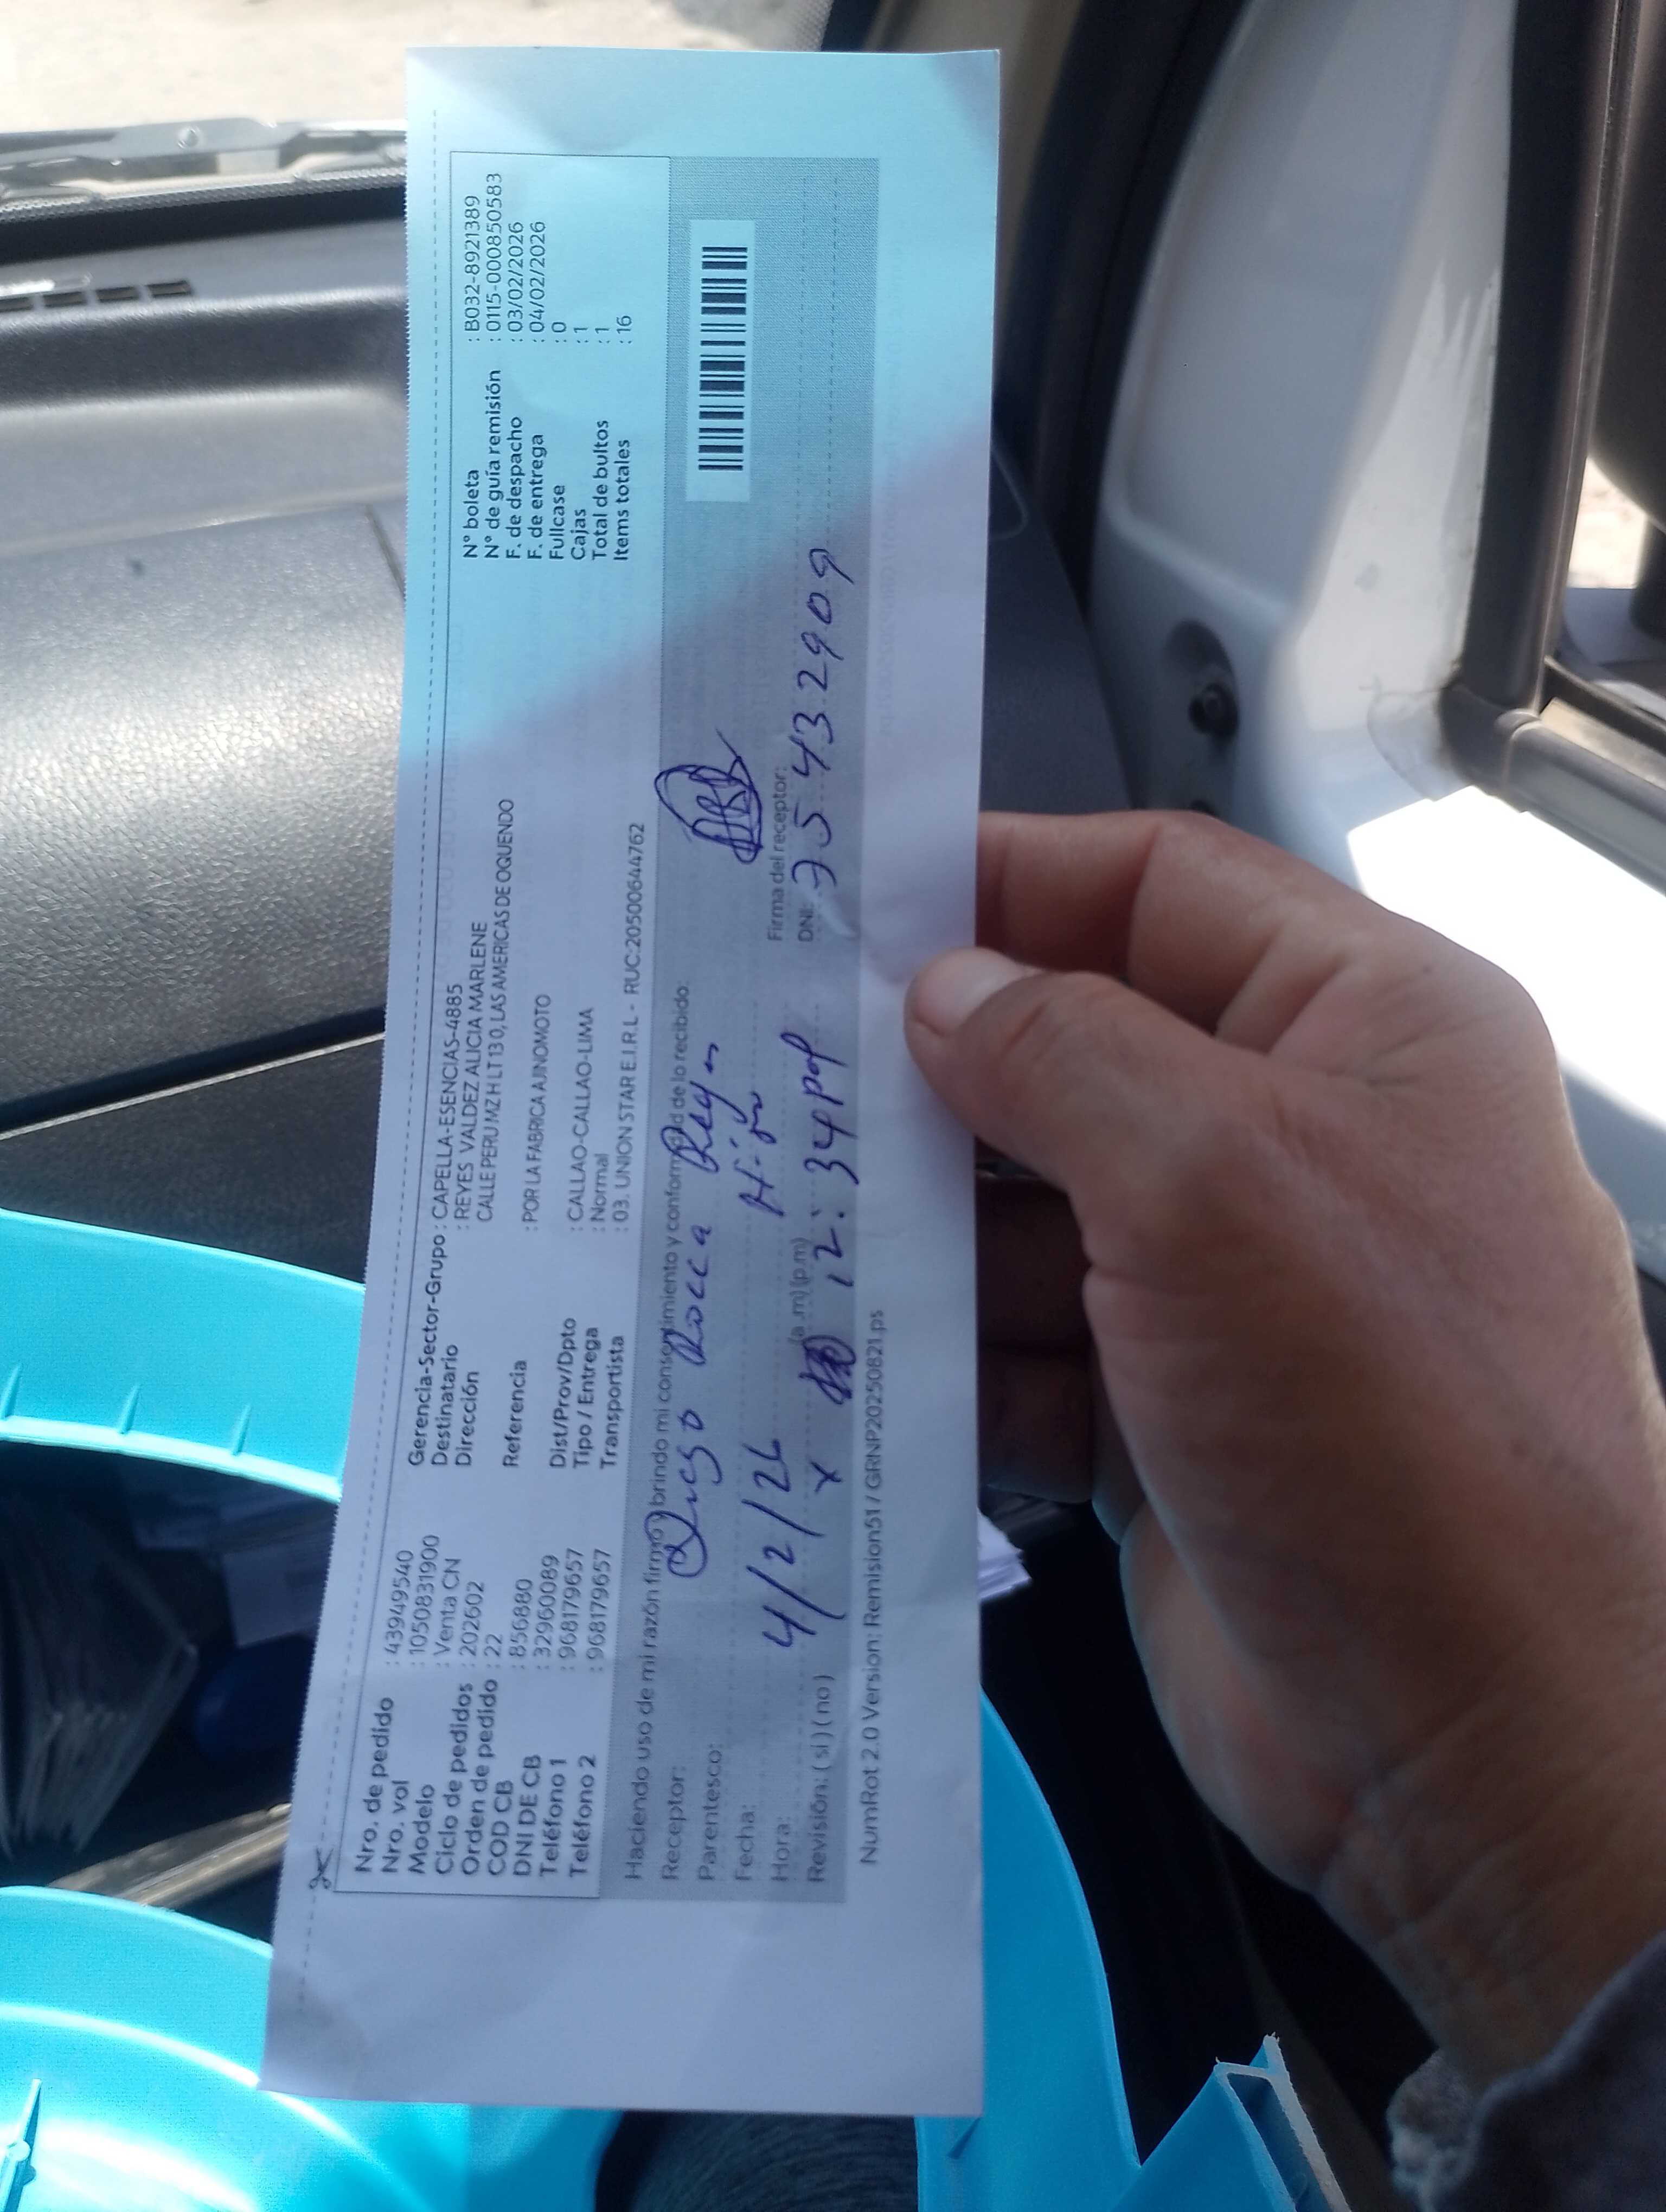 Nro. de pedido : 43949540
Nro. vol : 1050831900
Modelo : Venta CN
Ciclo de pedidos : 202602
Orden de pedido : 22
COD CB : 856880
DNI DE CB : 32960089
Teléfono 1 : 968179657
Teléfono 2 : 968179657
Gerencia-Sector-Grupo : CAPELLA-ESENCIAS-4885
Destinatario : REYES VALDEZ ALICIA MARLENE
Dirección CALLE PERU MZ H LT 13 0, LAS AMERICAS DE OQUENDO
Referencia : POR LA FABRICA AJINOMOTO
Dist/Prov/Dpto : CALLAO-CALLAO-LIMA
Tipo / Entrega : Normal
Transportista : 03. UNION STAR E.I.R.L - RUC:20500644762
N° boleta : B032-8921389
N° de guía remisión : 0115-000850583
F. de despacho : 03/02/2026
F. de entrega : 04/02/2026
Fullcase : 0
Cajas : 1
Total de bultos : 1
Items totales : 16
Haciendo uso de mi razón firmo y brindo mi consentimiento y conformidad de lo recibido.
Receptor: Diego Rocca Reyes
Parentesco: Hijo
Fecha: 4/2/26
Hora: (a.m) (p.m) 12:34 pm
Revisión: ( si ) ( no ) x
Firma del receptor:
DNI: 75432909
NumRot 2.0 Version: Remision51 / GRNP20250821.ps